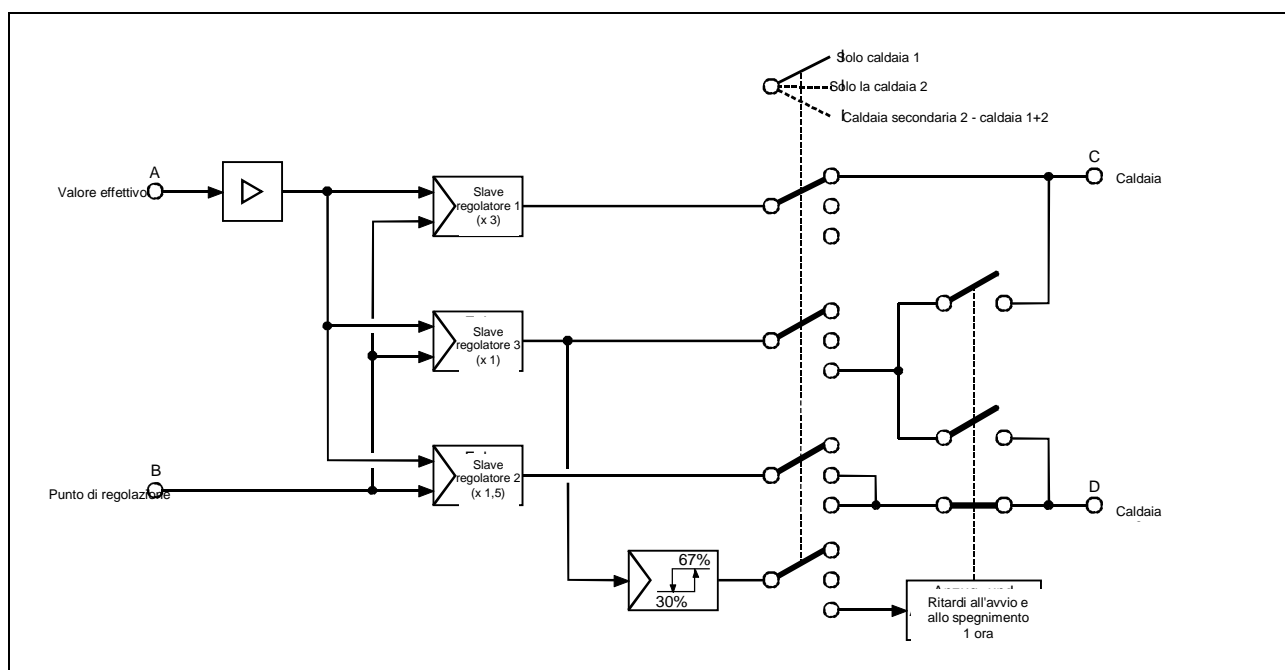 Solo caldaia 1
Solo la caldaia 2
Caldaia secondaria 2 - caldaia 1+2
A
Valore effettivo
Slave
regolatore 1
(x 3)
C
Caldaia
Slave
regolatore 3
(x 1)
B
Punto di regolazione
Slave
regolatore 2
(x 1,5)
D
Caldaia
67%
30%
Ritardi all'avvio e
allo spegnimento
1 ora